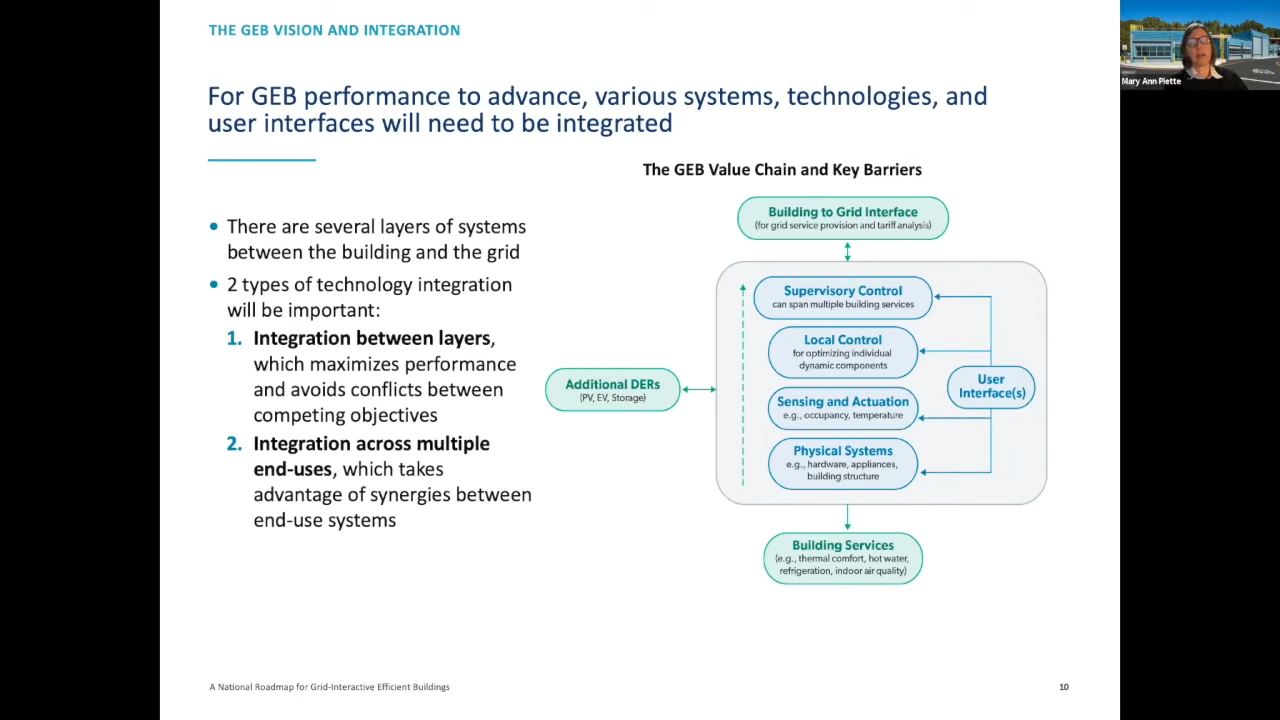 THE GEB VISION AND INTEGRATION
For GEB performance to advance, various systems, technologies, and
user interfaces will need to be integrated
• There are several layers of systems
between the building and the grid
• 2 types of technology integration
will be important:
1. Integration between layers,
which maximizes performance
and avoids conflicts between
competing objectives
2. Integration across multiple
end-uses, which takes
advantage of synergies between
end-use systems
The GEB Value Chain and Key Barriers
Building to Grid Interface
(for grid service provision and tariff analysis)
Supervisory Control
can span multiple building services
Local Control
for optimizing individual
dynamic components
Sensing and Actuation
e.g., occupancy, temperature
Physical Systems
e.g., hardware, appliances,
building structure
User
Interface(s)
Additional DERs
(PV, EV, Storage)
Building Services
(e.g., thermal comfort, hot water,
refrigeration, indoor air quality)
A National Roadmap for Grid-Interactive Efficient Buildings
10
Mary Ann Piette